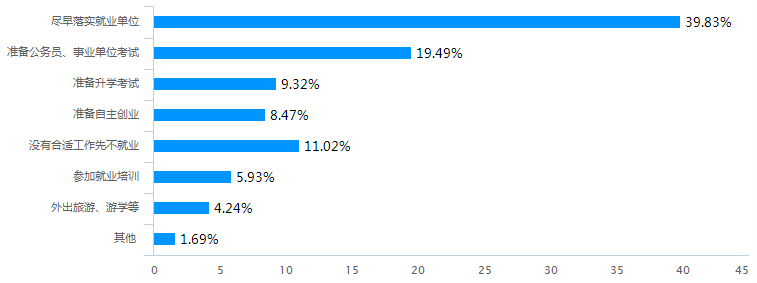 尽早落实就业单位 39.83%
准备公务员、事业单位考试 19.49%
准备升学考试 9.32%
准备自主创业 8.47%
没有合适工作先不就业 11.02%
参加就业培训 5.93%
外出旅游、游学等 4.24%
其他 1.69%
0 5 10 15 20 25 30 35 40 45